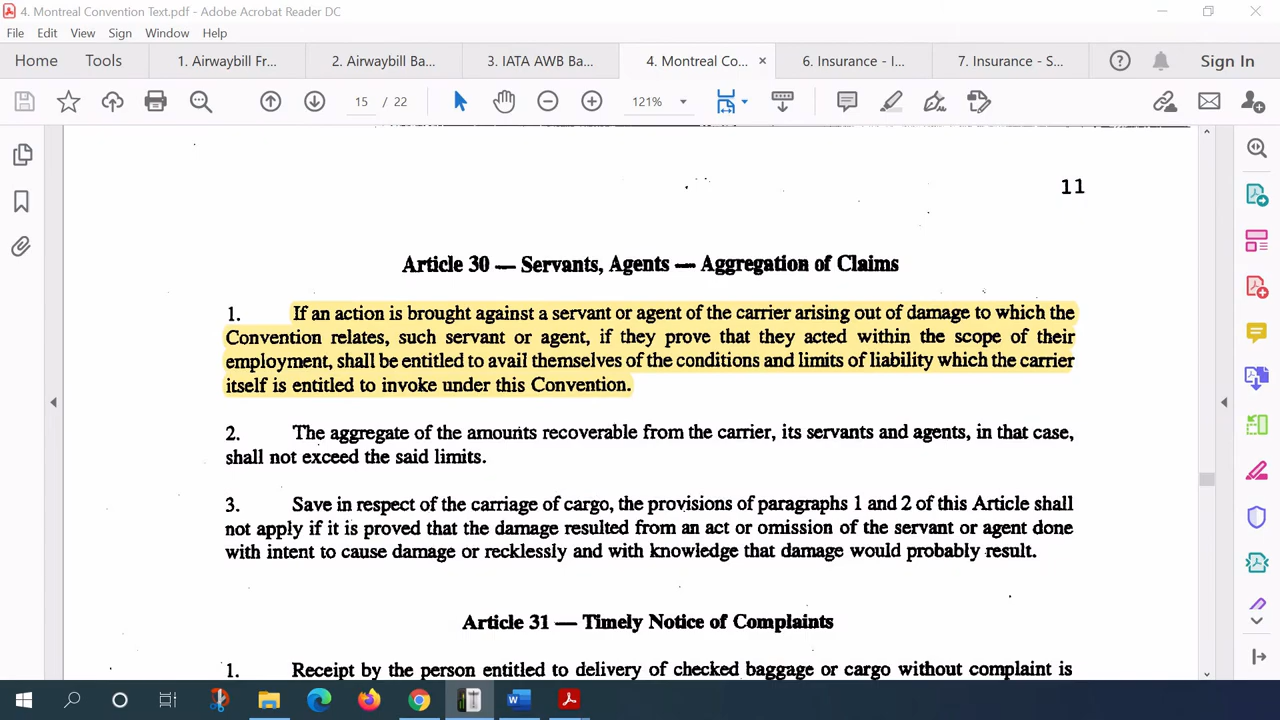 4. Montreal Convention Text.pdf - Adobe Acrobat Reader DC
File Edit View Sign Window Help
Home Tools 1. Airwaybill Fr... 2. Airwaybill Ba... 3. IATA AWB Ba... 4. Montreal Co... 6. Insurance - I... 7. Insurance - S... Sign In
15 / 22 121%
11
Article 30 — Servants, Agents — Aggregation of Claims
1. If an action is brought against a servant or agent of the carrier arising out of damage to which the
Convention relates, such servant or agent, if they prove that they acted within the scope of their
employment, shall be entitled to avail themselves of the conditions and limits of liability which the carrier
itself is entitled to invoke under this Convention.
2. The aggregate of the amounts recoverable from the carrier, its servants and agents, in that case,
shall not exceed the said limits.
3. Save in respect of the carriage of cargo, the provisions of paragraphs 1 and 2 of this Article shall
not apply if it is proved that the damage resulted from an act or omission of the servant or agent done
with intent to cause damage or recklessly and with knowledge that damage would probably result.
Article 31 — Timely Notice of Complaints
1. Receipt by the person entitled to delivery of checked baggage or cargo without complaint is